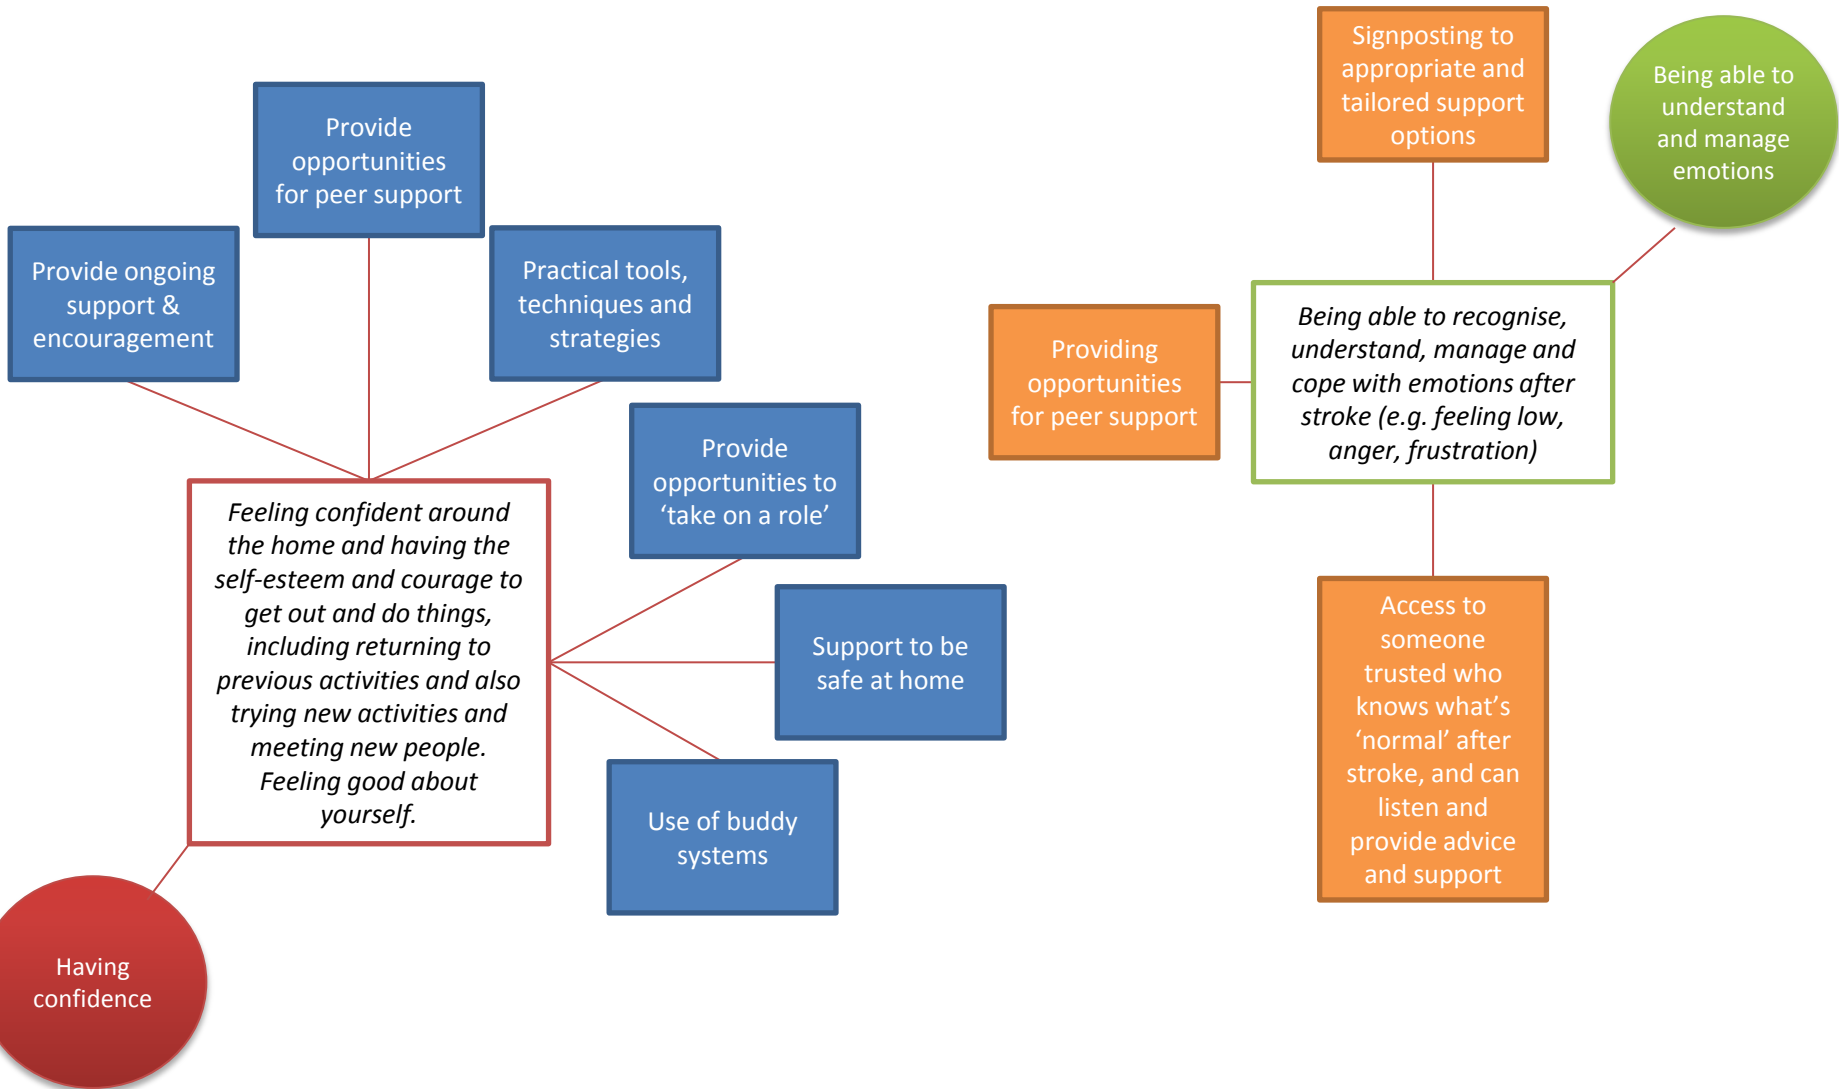 Provide
opportunities
for peer support
Provide ongoing
support &
encouragement
Practical tools,
techniques and
strategies
Provide
opportunities to
‘take on a role’
Feeling confident around
the home and having the
self-esteem and courage to
get out and do things,
including returning to
previous activities and also
trying new activities and
meeting new people.
Feeling good about
yourself.
Support to be
safe at home
Use of buddy
systems
Having
confidence
Signposting to
appropriate and
tailored support
options
Being able to
understand
and manage
emotions
Providing
opportunities
for peer support
Being able to recognise,
understand, manage and
cope with emotions after
stroke (e.g. feeling low,
anger, frustration)
Access to
someone
trusted who
knows what’s
‘normal’ after
stroke, and can
listen and
provide advice
and support